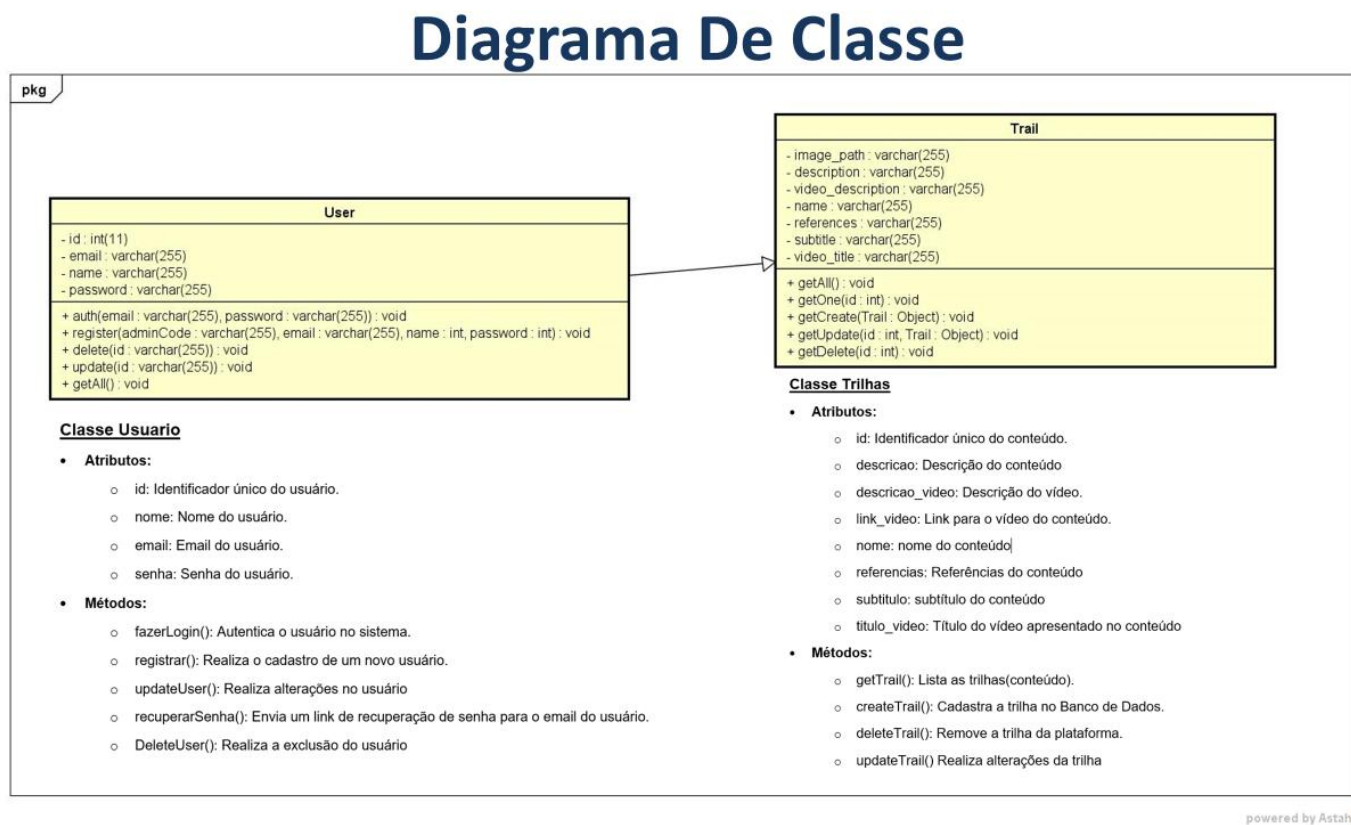 Diagrama De Classe
pkg
User
- id : int(11)
- email : varchar(255)
- name : varchar(255)
- password : varchar(255)
+ auth(email : varchar(255), password : varchar(255)) : void
+ register(adminCode : varchar(255), email : varchar(255), name : int, password : int) : void
+ delete(id : varchar(255)) : void
+ update(id : varchar(255)) : void
+ getAll() : void
Classe Usuario
• Atributos:
o id: Identificador único do usuário.
o nome: Nome do usuário.
o email: Email do usuário.
o senha: Senha do usuário.
• Métodos:
o fazerLogin(): Autentica o usuário no sistema.
o registrar(): Realiza o cadastro de um novo usuário.
o updateUser(): Realiza alterações no usuário
o recuperarSenha(): Envia um link de recuperação de senha para o email do usuário.
o DeleteUser(): Realiza a exclusão do usuário
Trail
- image_path : varchar(255)
- description : varchar(255)
- video_description : varchar(255)
- name : varchar(255)
- references : varchar(255)
- subtitle : varchar(255)
- video_title : varchar(255)
+ getAll() : void
+ getOne(id : int) : void
+ getCreate(Trail : Object) : void
+ getUpdate(id : int, Trail : Object) : void
+ getDelete(id : int) : void
Classe Trilhas
• Atributos:
o id: Identificador único do conteúdo.
o descricao: Descrição do conteúdo
o descricao_video: Descrição do vídeo.
o link_video: Link para o vídeo do conteúdo.
o nome: nome do conteúdo
o referencias: Referências do conteúdo
o subtitulo: subtítulo do conteúdo
o titulo_video: Título do vídeo apresentado no conteúdo
• Métodos:
o getTrail(): Lista as trilhas(conteúdo).
o createTrail(): Cadastra a trilha no Banco de Dados.
o deleteTrail(): Remove a trilha da plataforma.
o updateTrail() Realiza alterações da trilha
powered by Astah